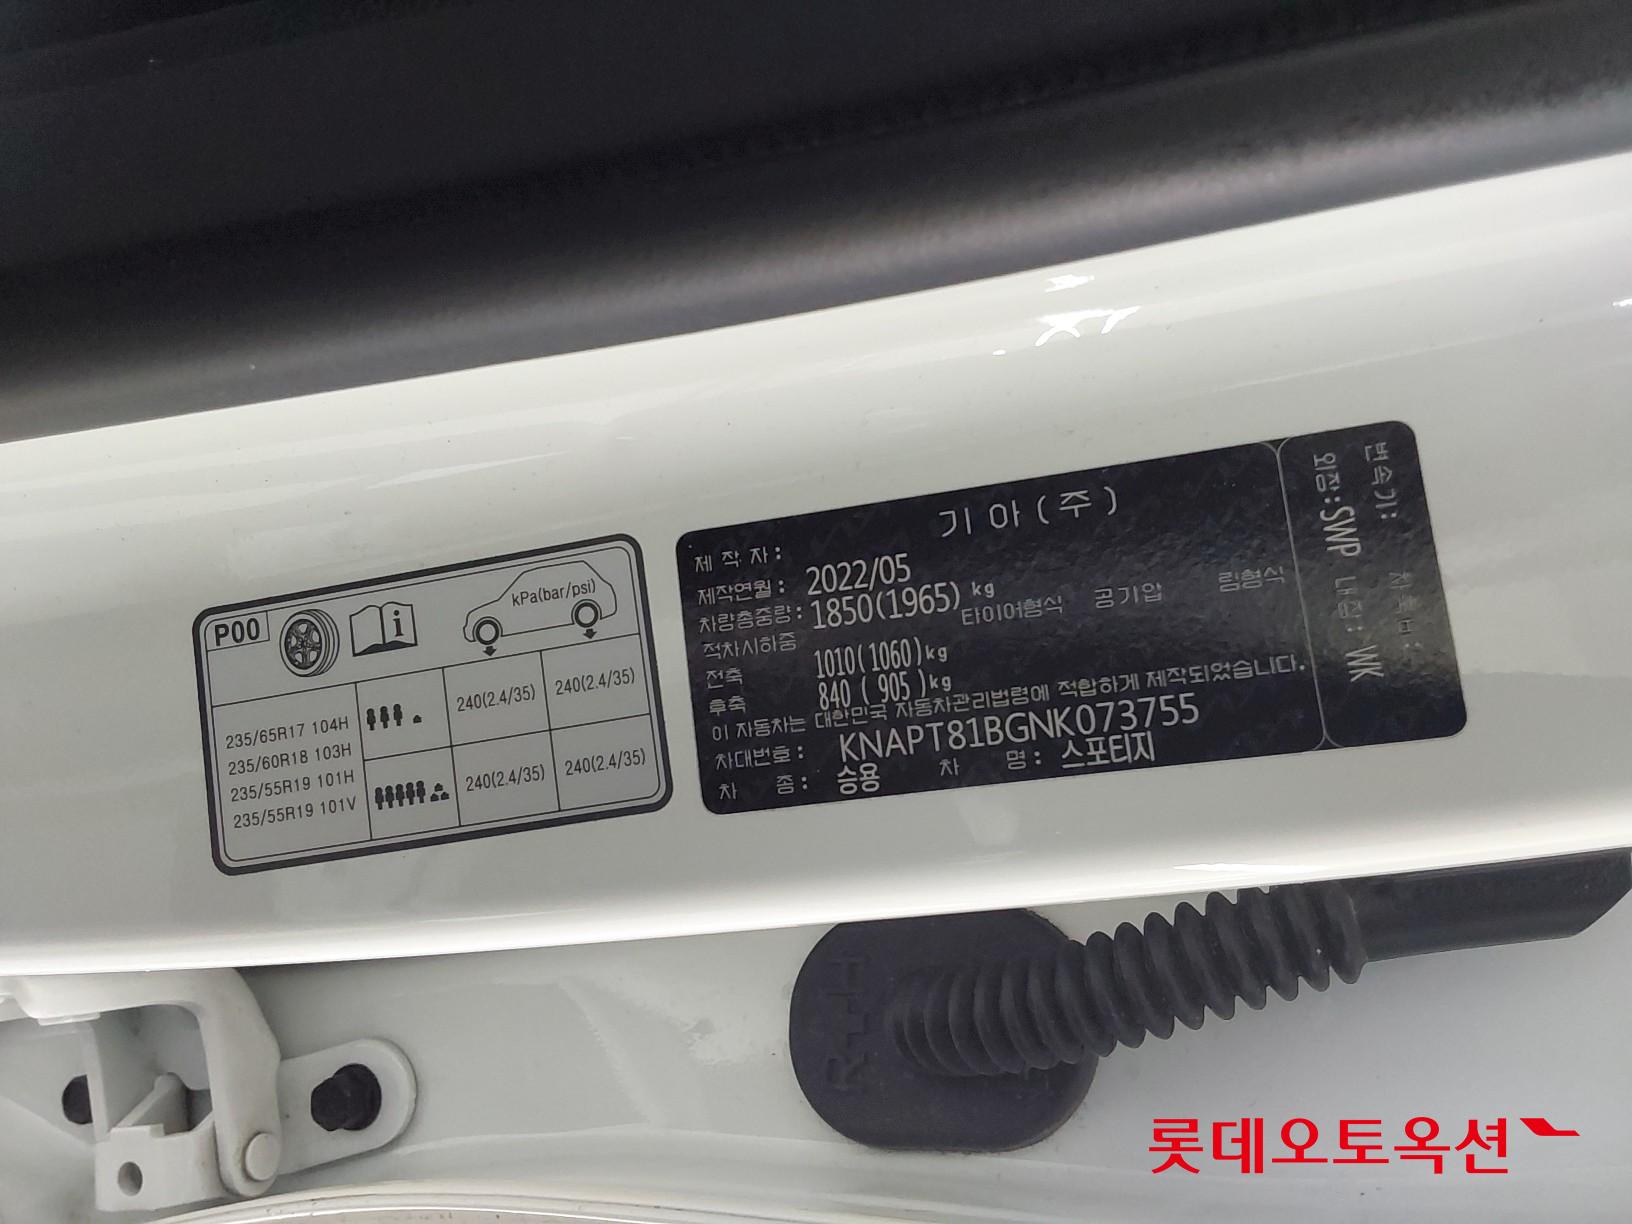 P00
i
kPa(bar/psi)
235/65R17 104H
235/60R18 103H
235/55R19 101H
235/55R19 101V
240(2.4/35) 240(2.4/35)
240(2.4/35) 240(2.4/35)
제 작 자 : 기 아 ( 주 )
제작연월 : 2022/05
차량총중량 : 1850(1965) kg
적차시하중 타이어형식 공기압 림형식
전축 1010(1060)kg
후축 840 ( 905 )kg
이 자동차는 대한민국 자동차관리법령에 적합하게 제작되었습니다.
차대번호 : KNAPT81BGNK073755
차 종 : 승용 차 명 : 스포티지
변속기 :
외장 : SWP 내장 : WK
R-LH
롯데오토옥션